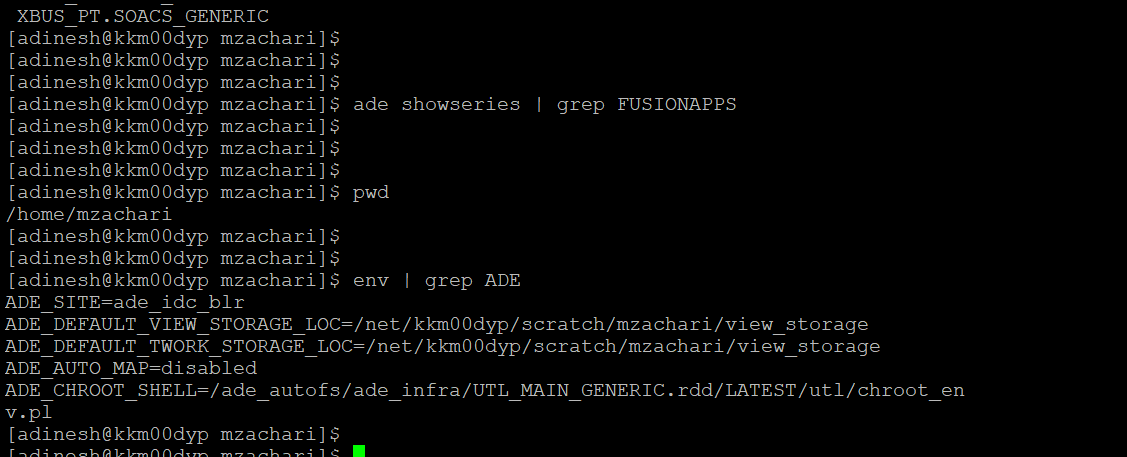 XBUS_PT.SOACS_GENERIC
[adinesh@kkm00dyp mzachari]$
[adinesh@kkm00dyp mzachari]$
[adinesh@kkm00dyp mzachari]$
[adinesh@kkm00dyp mzachari]$ ade showseries | grep FUSIONAPPS
[adinesh@kkm00dyp mzachari]$
[adinesh@kkm00dyp mzachari]$
[adinesh@kkm00dyp mzachari]$
[adinesh@kkm00dyp mzachari]$ pwd
/home/mzachari
[adinesh@kkm00dyp mzachari]$
[adinesh@kkm00dyp mzachari]$
[adinesh@kkm00dyp mzachari]$ env | grep ADE
ADE_SITE=ade_idc_blr
ADE_DEFAULT_VIEW_STORAGE_LOC=/net/kkm00dyp/scratch/mzachari/view_storage
ADE_DEFAULT_TWORK_STORAGE_LOC=/net/kkm00dyp/scratch/mzachari/view_storage
ADE_AUTO_MAP=disabled
ADE_CHROOT_SHELL=/ade_autofs/ade_infra/UTL_MAIN_GENERIC.rdd/LATEST/utl/chroot_en
v.pl
[adinesh@kkm00dyp mzachari]$
[adinesh@kkm00dyp mzachari]$